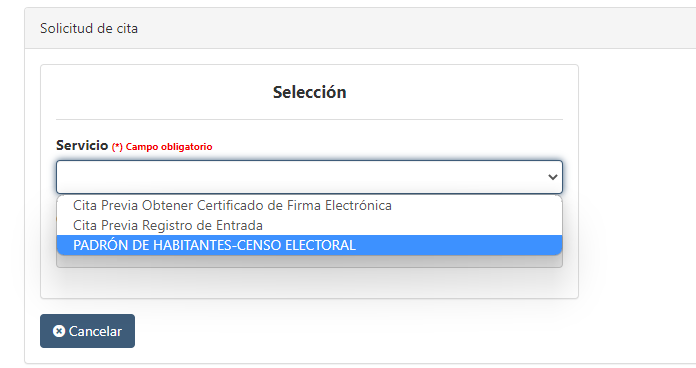 Solicitud de cita
Selección
Servicio (*) Campo obligatorio
Cita Previa Obtener Certificado de Firma Electrónica
Cita Previa Registro de Entrada
PADRÓN DE HABITANTES-CENSO ELECTORAL
Cancelar